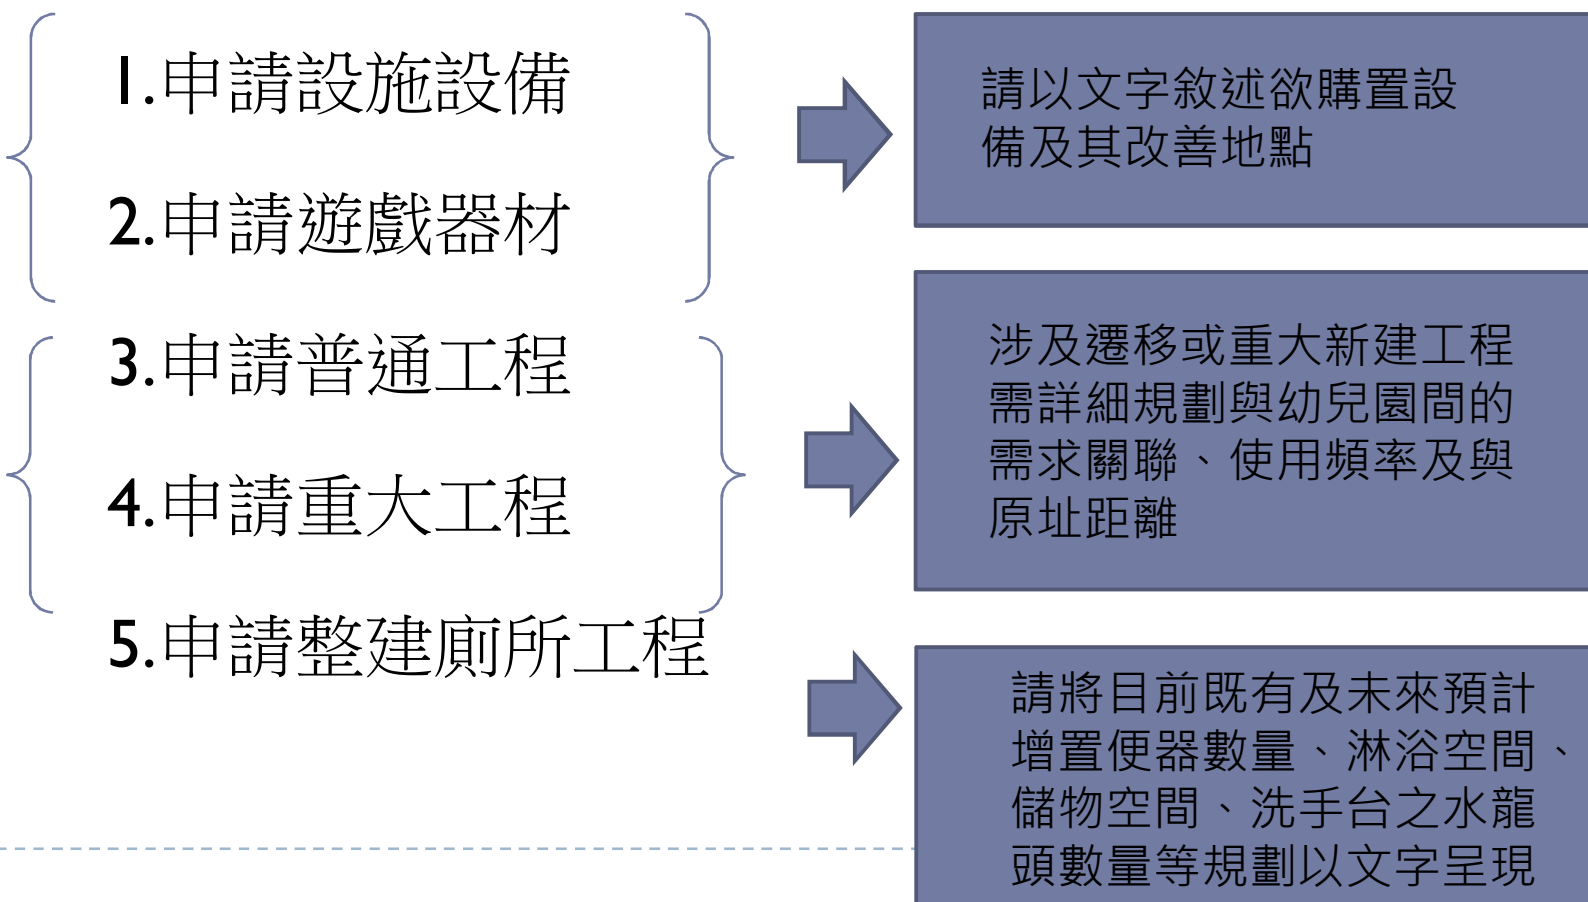 1.申請設施設備
2.申請遊戲器材
3.申請普通工程
4.申請重大工程
5.申請整建廁所工程
請以文字敘述欲購置設
備及其改善地點
涉及遷移或重大新建工程
需詳細規劃與幼兒園間的
需求關聯、使用頻率及與
原址距離
請將目前既有及未來預計
增置便器數量、淋浴空間、
儲物空間、洗手台之水龍
頭數量等規劃以文字呈現